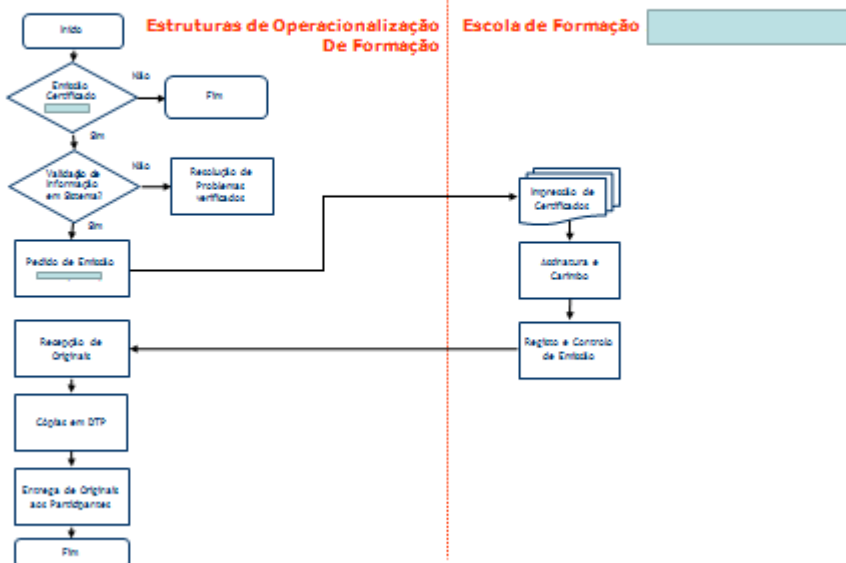 Estruturas de Operacionalização
De Formação
Escola de Formação
Início
Emissão
Certificado
Não
Fim
Sim
Validação de
Informação
em Sistema?
Não
Resolução de
Problemas
verificados
Sim
Pedido de Emissão
Impressão de
Certificados
Assinatura e
Carimbo
Registo e Controlo
de Emissão
Recepção de
Originais
Cópias em DTP
Entrega de Originais
aos Participantes
Fim